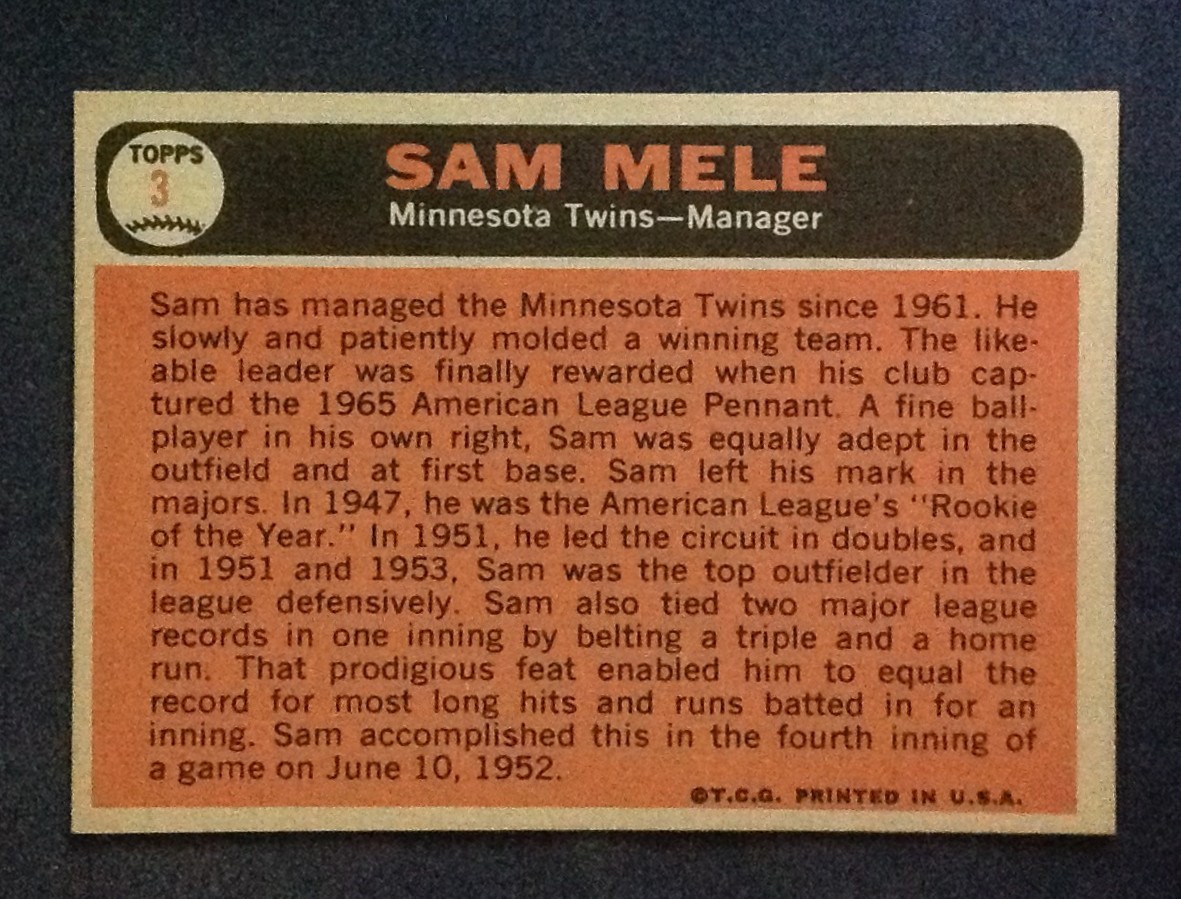 TOPPS
3
SAM MELE
Minnesota Twins—Manager
Sam has managed the Minnesota Twins since 1961. He
slowly and patiently molded a winning team. The like-
able leader was finally rewarded when his club cap-
tured the 1965 American League Pennant. A fine ball-
player in his own right, Sam was equally adept in the
outfield and at first base. Sam left his mark in the
majors. In 1947, he was the American League's "Rookie
of the Year." In 1951, he led the circuit in doubles, and
in 1951 and 1953, Sam was the top outfielder in the
league defensively. Sam also tied two major league
records in one inning by belting a triple and a home
run. That prodigious feat enabled him to equal the
record for most long hits and runs batted in for an
inning. Sam accomplished this in the fourth inning of
a game on June 10, 1952.
©T.C.G. PRINTED IN U.S.A.